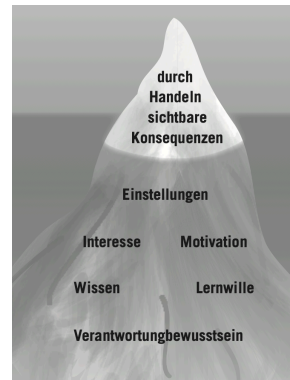 durch
Handeln
sichtbare
Konsequenzen
Einstellungen
Interesse Motivation
Wissen Lernwille
Verantwortungbewusstsein